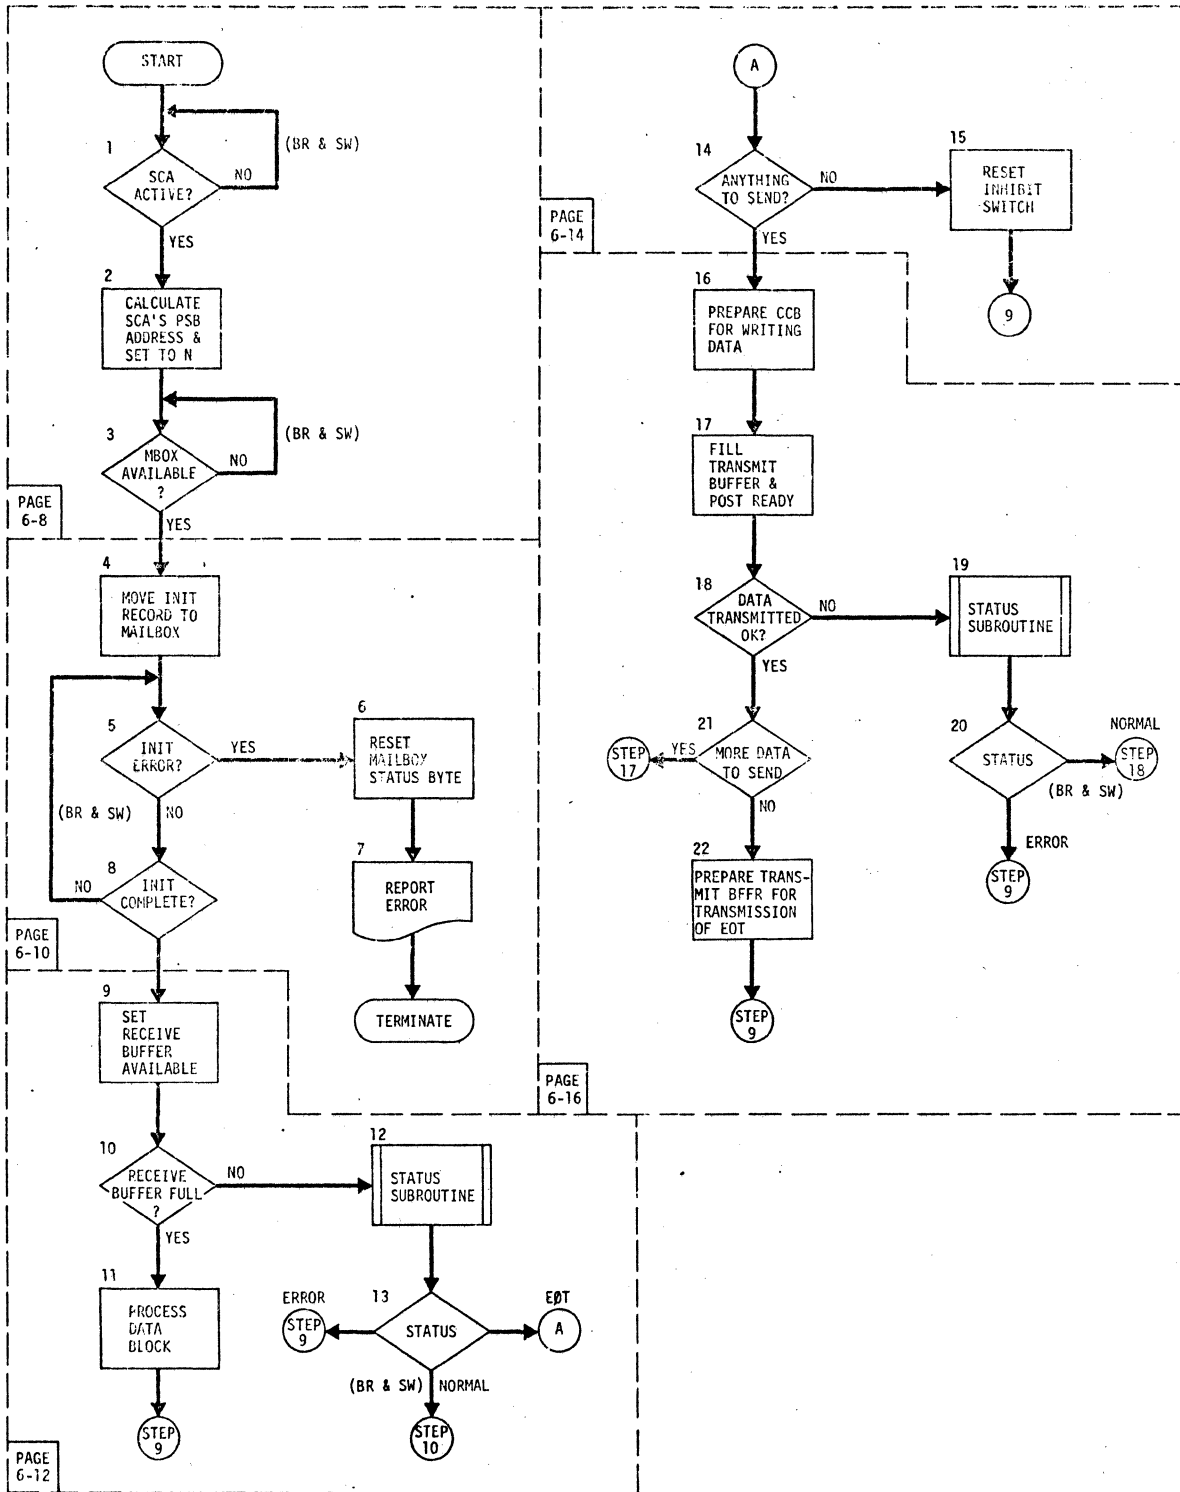 START
(BR & SW)
1
SCA
ACTIVE?
NO
YES
2
CALCULATE
SCA'S PSB
ADDRESS &
SET TO N
(BR & SW)
3
MBOX
AVAILABLE
?
NO
YES
PAGE
6-8
4
MOVE INIT
RECORD TO
MAILBOX
5
INIT
ERROR?
YES
NO
(BR & SW)
6
RESET
MAILBOX
STATUS BYTE
7
REPORT
ERROR
TERMINATE
8
INIT
COMPLETE?
NO
PAGE
6-10
9
SET
RECEIVE
BUFFER
AVAILABLE
10
RECEIVE
BUFFER FULL
?
NO
YES
11
PROCESS
DATA
BLOCK
STEP
9
12
STATUS
SUBROUTINE
13
STATUS
ERROR
STEP
9
EØT
A
(BR & SW)
NORMAL
STEP
10
PAGE
6-12
A
14
ANYTHING
TO SEND?
NO
YES
15
RESET
INHIBIT
SWITCH
9
PAGE
6-14
16
PREPARE CCB
FOR WRITING
DATA
17
FILL
TRANSMIT
BUFFER &
POST READY
18
DATA
TRANSMITTED
OK?
NO
YES
19
STATUS
SUBROUTINE
20
STATUS
NORMAL
STEP
18
(BR & SW)
ERROR
STEP
9
21
MORE DATA
TO SEND
YES
STEP
17
NO
22
PREPARE TRANS-
MIT BFFR FOR
TRANSMISSION
OF EOT
STEP
9
PAGE
6-16